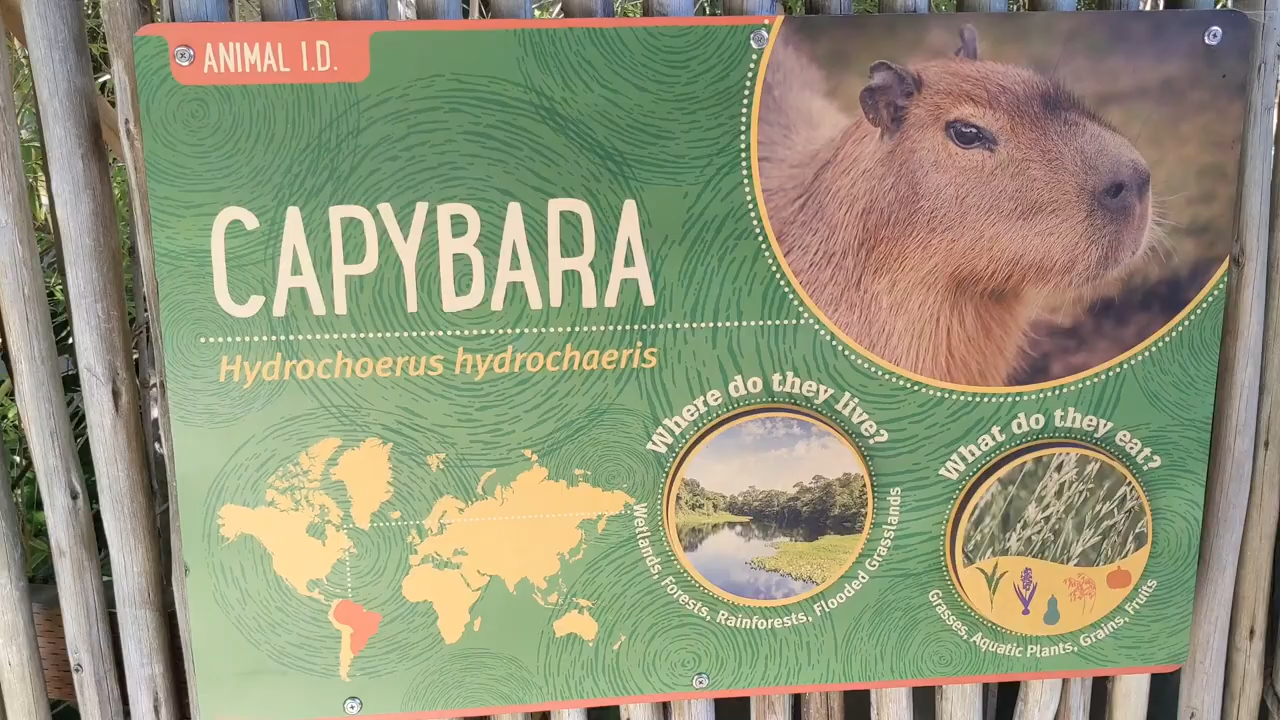 ANIMAL I.D.
CAPYBARA
Hydrochoerus hydrochaeris
Where do they live?
Wetlands, Forests, Rainforests, Flooded Grasslands
What do they eat?
Grasses, Aquatic Plants, Grains, Fruits